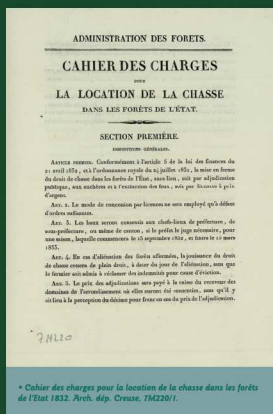 ADMINISTRATION DES FORETS.
CAHIER DES CHARGES
POUR
LA LOCATION DE LA CHASSE
DANS LES FORÊTS DE L'ÉTAT.
SECTION PREMIÈRE.
DISPOSITIONS GÉNÉRALES.
ARTICLE PREMIER. Conformément à l'article 5 de la loi des finances du
21 avril 1832, et à l'ordonnance royale du 24 juillet 1832, la mise en ferme
du droit de chasse dans les forêts de l'État, aura lieu, soit par adjudication
publique, aux enchères et à l'extinction des feux, soit par licences à prix
d'argent.
ART. 2. Le mode de concession par licences ne sera employé qu'à défaut
d'offres suffisantes.
ART. 3. Les baux seront consentis aux chefs-lieux de préfecture, de
sous-préfecture, ou même de canton, si le préfet le juge nécessaire, pour
une saison, laquelle commencera le 15 septembre 1832, et finira le 15 mars
1833.
ART. 4. En cas d'aliénation des forêts affermées, la jouissance du droit
de chasse cessera de plein droit, à dater du jour de l'aliénation, sans que
le fermier soit admis à réclamer des indemnités pour cause d'éviction.
ART. 5. Le prix des adjudications sera payé à la caisse du receveur des
domaines de l'arrondissement où elles auront été consenties, sans qu'il y
ait lieu à la perception du décime pour franc en sus du prix de l'adjudication.
7M220
• Cahier des charges pour la location de la chasse dans les forêts
de l'Etat 1832. Arch. dép. Creuse, 7M220/1.